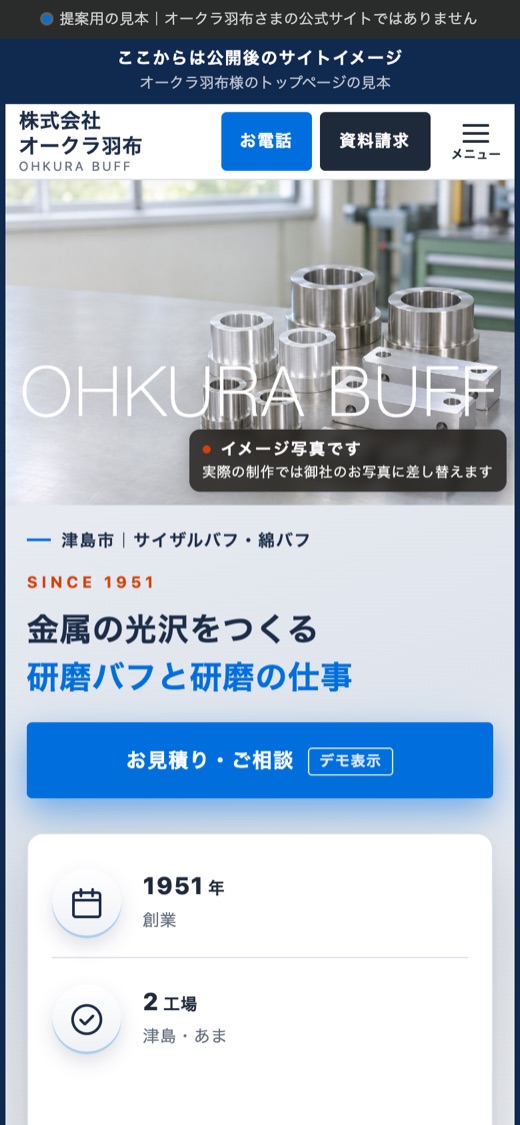 提案用の見本｜オークラ羽布さまの公式サイトではありません
ここからは公開後のサイトイメージ
オークラ羽布様のトップページの見本
株式会社
オークラ羽布
OHKURA BUFF
お電話
資料請求
メニュー
OHKURA BUFF
イメージ写真です
実際の制作では御社のお写真に差し替えます
津島市｜サイザルバフ・綿バフ
SINCE 1951
金属の光沢をつくる
研磨バフと研磨の仕事
お見積り・ご相談 デモ表示
1951年
創業
2工場
津島・あま